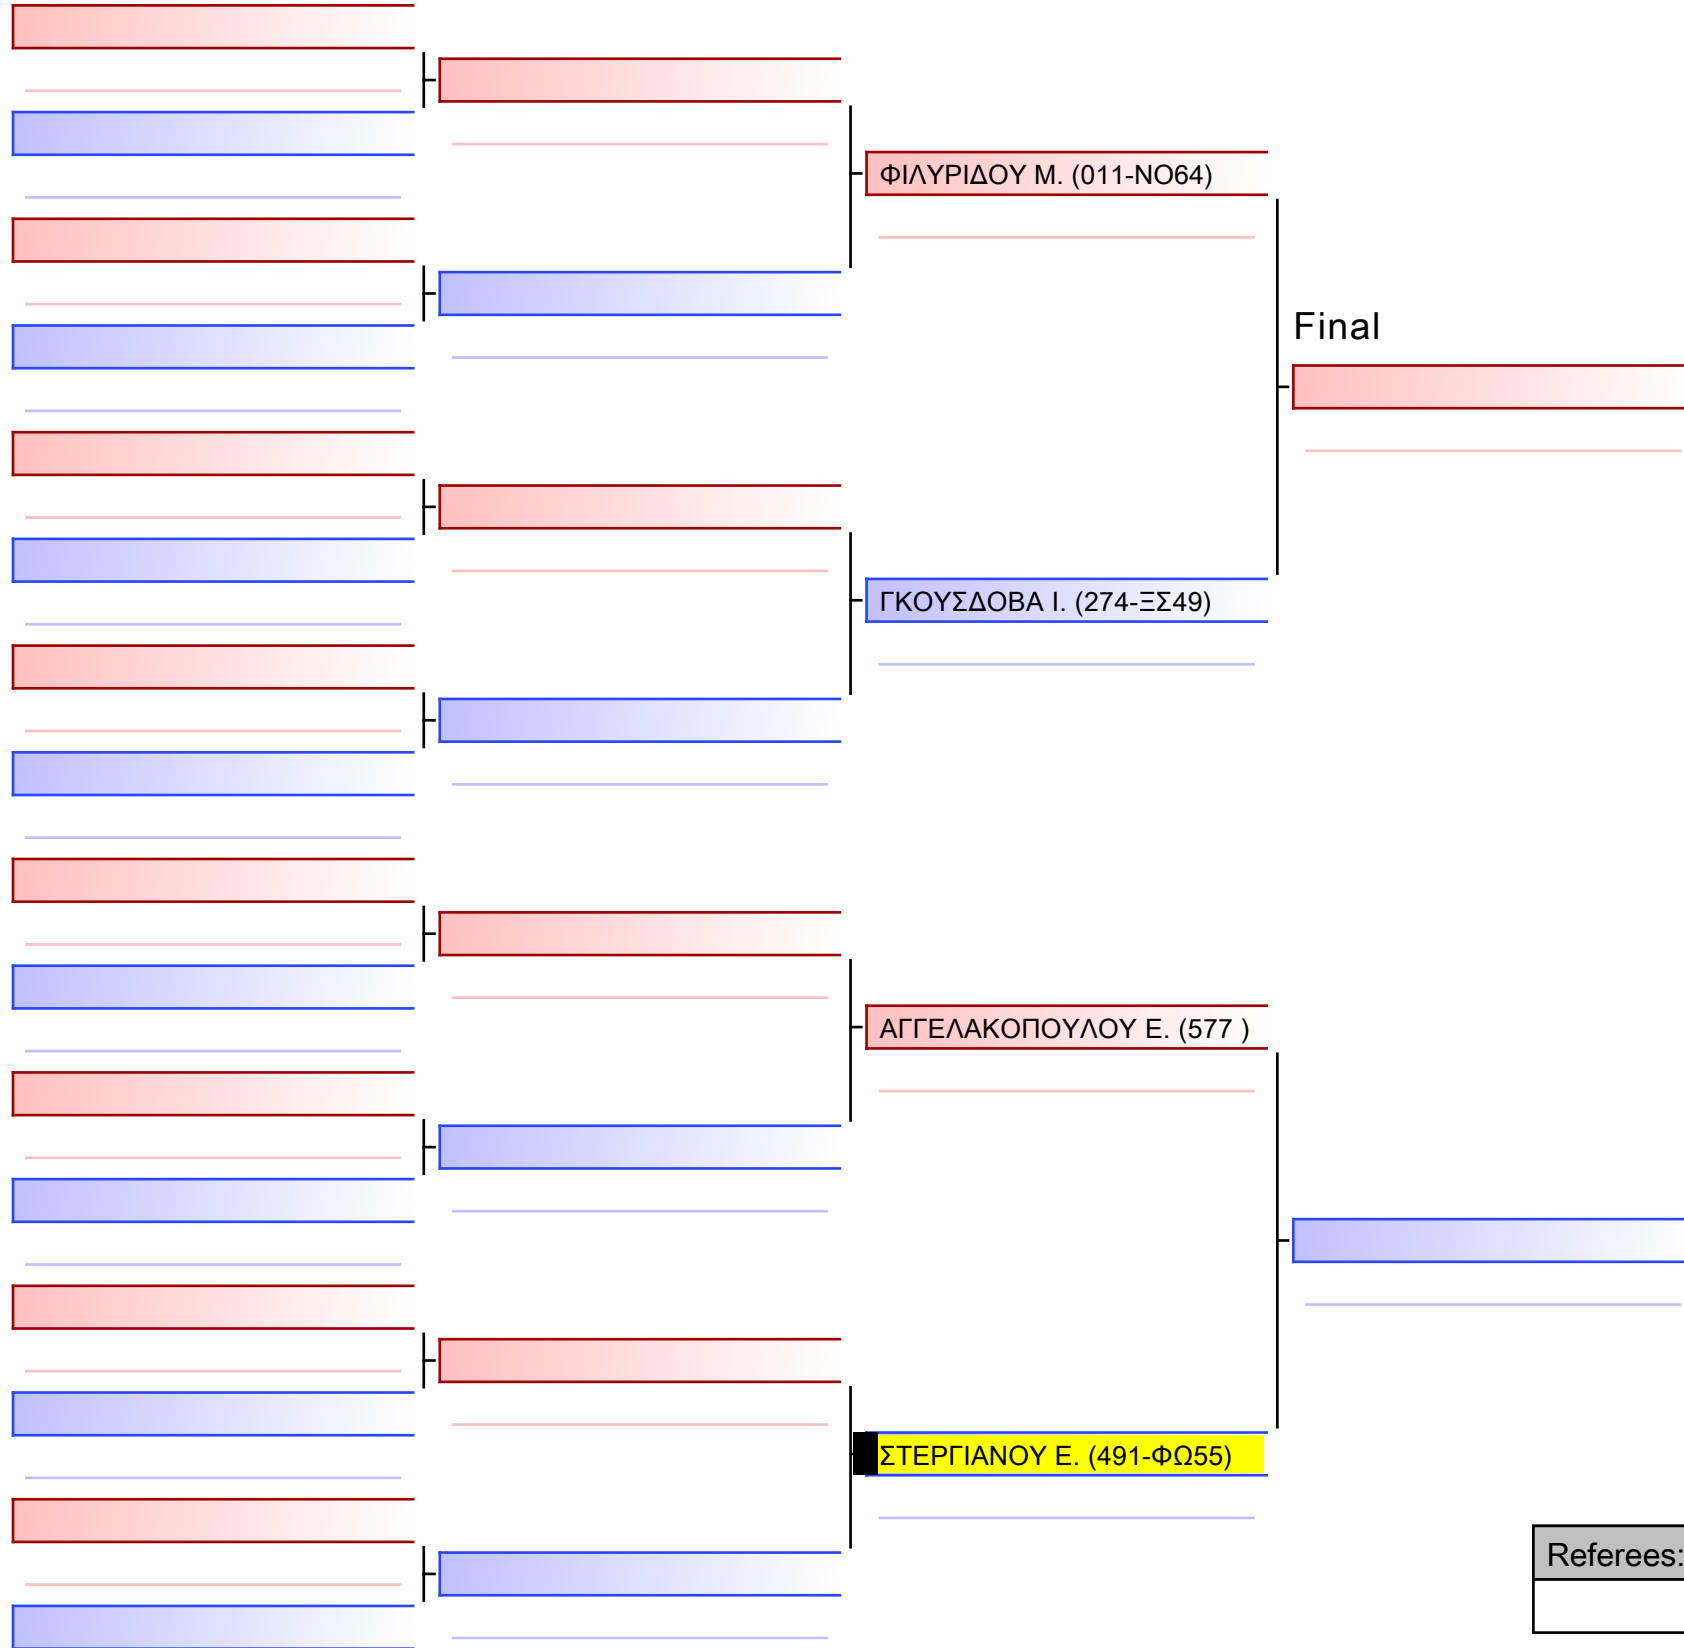 ΦΙΛΥΡΙΔΟΥ Μ. (011-ΝΟ64)
Final
ΓΚΟΥΣΔΟΒΑ Ι. (274-ΞΣ49)
ΑΓΓΕΛΑΚΟΠΟΥΛΟΥ Ε. (577 )
ΣΤΕΡΓΙΑΝΟΥ Ε. (491-ΦΩ55)
Referees: